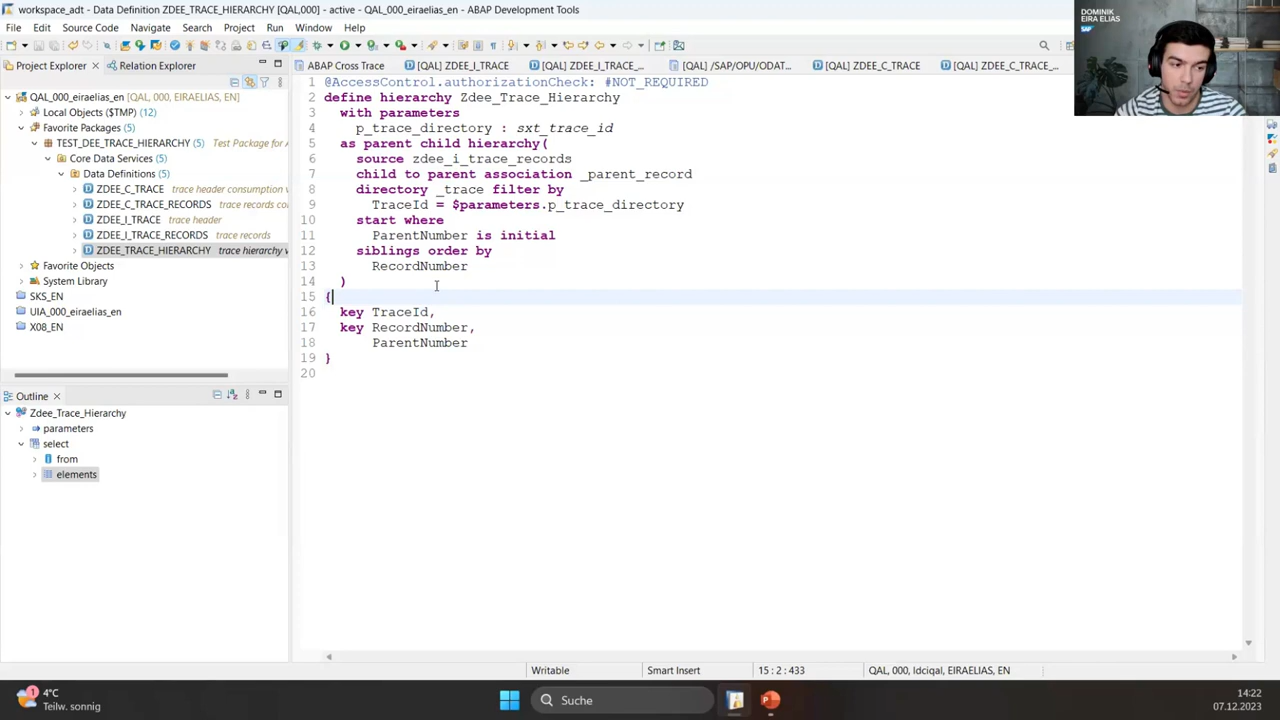 workspace_adt - Data Definition ZDEE_TRACE_HIERARCHY [QAL,000] - active - QAL_000_eiraelias_en - ABAP Development Tools
File Edit Source Code Navigate Search Project Run Window Help
DOMINIK
EIRA ELIAS
SAP
Project Explorer Relation Explorer
ABAP Cross Trace [QAL] ZDEE_I_TRACE [QAL] ZDEE_I_TRACE_... [QAL] /SAP/OPU/ODAT... [QAL] ZDEE_C_TRACE [QAL] ZDEE_C_TRACE_...
QAL_000_eiraelias_en [QAL, 000, EIRAELIAS, EN]
Local Objects ($TMP) (12)
Favorite Packages (5)
TEST_DEE_TRACE_HIERARCHY (5) Test Package for A
Core Data Services (5)
Data Definitions (5)
ZDEE_C_TRACE trace header consumption v
ZDEE_C_TRACE_RECORDS trace records co
ZDEE_I_TRACE trace header
ZDEE_I_TRACE_RECORDS trace records
ZDEE_TRACE_HIERARCHY trace hierarchy v
Favorite Objects
System Library
SKS_EN
UIA_000_eiraelias_en
X08_EN
Outline
Zdee_Trace_Hierarchy
parameters
select
from
elements
1 @AccessControl.authorizationCheck: #NOT_REQUIRED
2 define hierarchy Zdee_Trace_Hierarchy
3 with parameters
4 p_trace_directory : sxt_trace_id
5 as parent child hierarchy(
6 source zdee_i_trace_records
7 child to parent association _parent_record
8 directory _trace filter by
9 TraceId = $parameters.p_trace_directory
10 start where
11 ParentNumber is initial
12 siblings order by
13 RecordNumber
14 )
15 {
16 key TraceId,
17 key RecordNumber,
18 ParentNumber
19 }
20
Writable Smart Insert 15 : 2 : 433 QAL, 000, ldciqal, EIRAELIAS, EN
1
4°C
Teilw. sonnig
Suche
14:22
07.12.2023